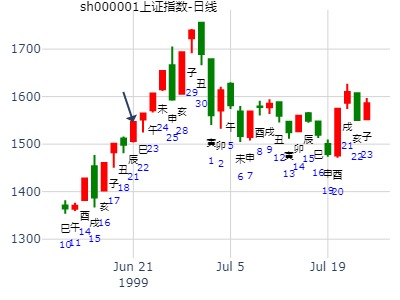 sh000001上证指数-日线
1700
1600
1500
1400
1300
巳 午 酉 戌 亥 子 丑 辰 巳 午 未 申 亥 子 丑 寅 卯 午 未 申 酉 戌 丑 寅 卯 辰 巳 申 酉 戌 亥 子
10 11 14 15 16 17 18 21 22 23 24 25 28 29 30 1 2 5 6 7 8 9 12 13 14 15 16 19 20 21 22 23
Jun 21
1999
Jul 5
Jul 19